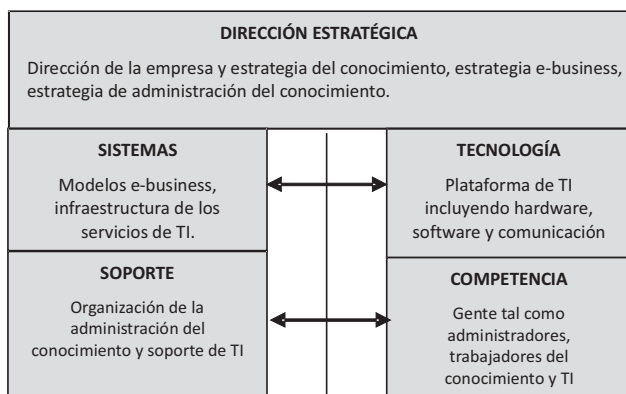 DIRECCIÓN ESTRATÉGICA
Dirección de la empresa y estrategia del conocimiento, estrategia e-business,
estrategia de administración del conocimiento.
SISTEMAS
Modelos e-business,
infraestructura de los
servicios de TI.
TECNOLOGÍA
Plataforma de TI
incluyendo hardware,
software y comunicación
SOPORTE
Organización de la
administración del
conocimiento y soporte de TI
COMPETENCIA
Gente tal como
administradores,
trabajadores del
conocimiento y TI